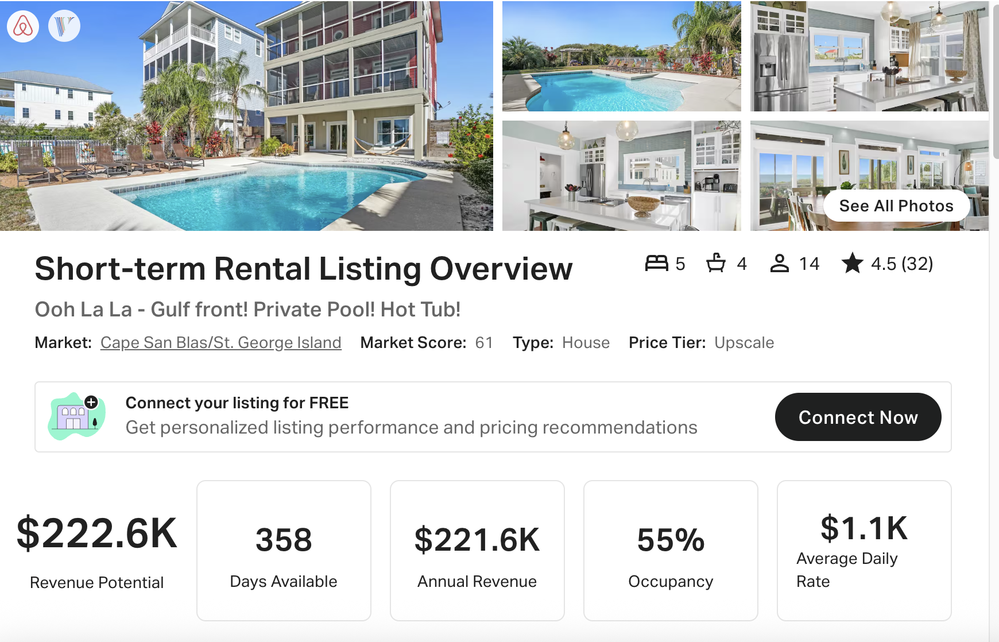 See All Photos
Short-term Rental Listing Overview
5 4 14 4.5 (32)
Ooh La La - Gulf front! Private Pool! Hot Tub!
Market: Cape San Blas/St. George Island Market Score: 61 Type: House Price Tier: Upscale
Connect your listing for FREE
Get personalized listing performance and pricing recommendations
Connect Now
$222.6K
Revenue Potential
358
Days Available
$221.6K
Annual Revenue
55%
Occupancy
$1.1K
Average Daily
Rate